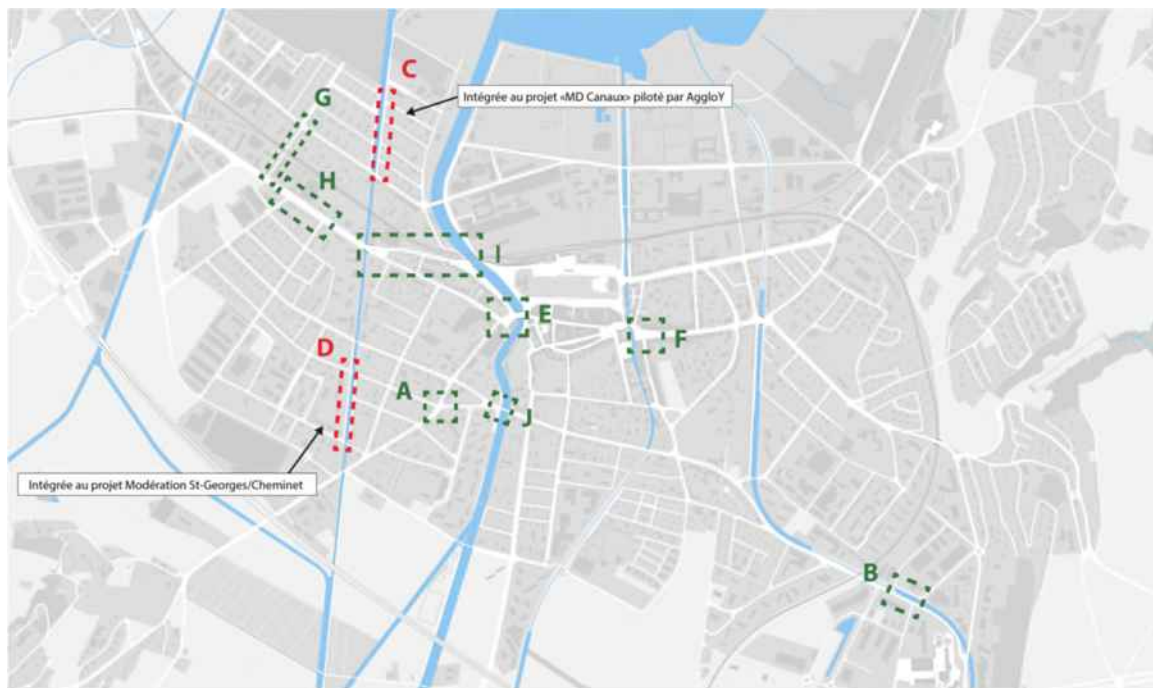 C
G
Intégrée au projet «MD Canaux» piloté par AggloY
H
I
E
F
D
A
J
Intégrée au projet Modération St-Georges/Cheminet
B